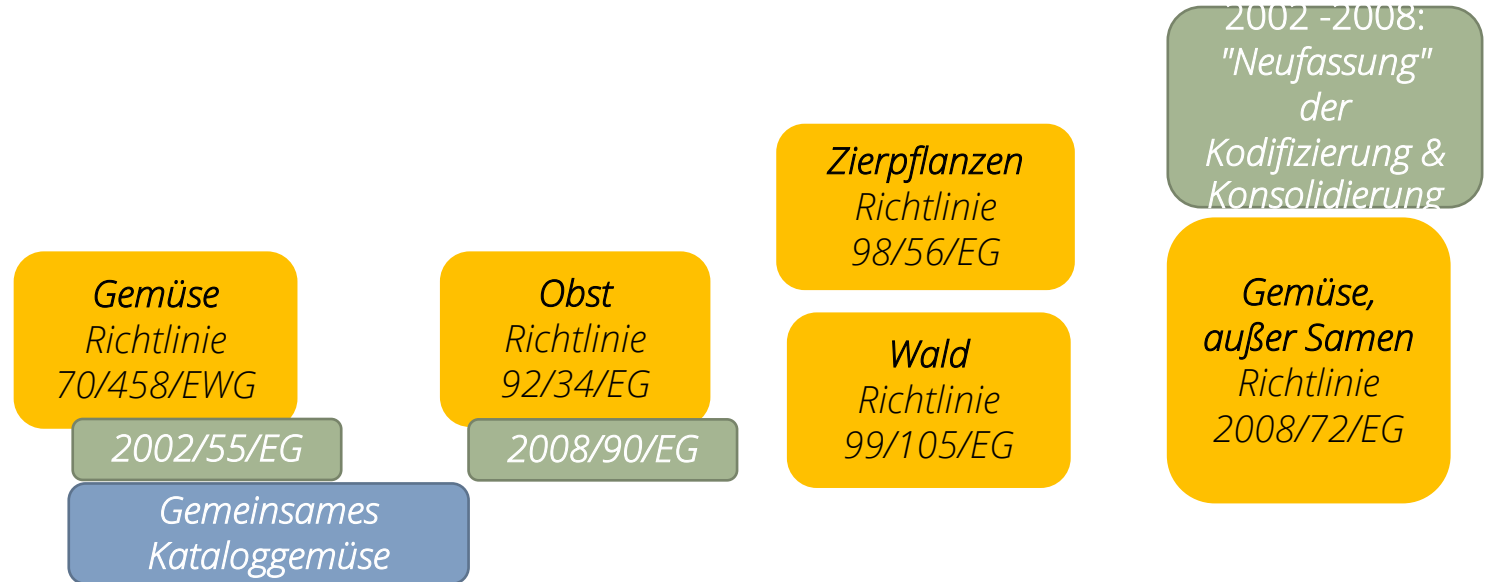 Gemüse
Richtlinie
70/458/EWG
2002/55/EG
Gemeinsames
Kataloggemüse
Obst
Richtlinie
92/34/EG
2008/90/EG
Zierpflanzen
Richtlinie
98/56/EG
Wald
Richtlinie
99/105/EG
2002 -2008:
"Neufassung"
der
Kodifizierung &
Konsolidierung
Gemüse,
außer Samen
Richtlinie
2008/72/EG